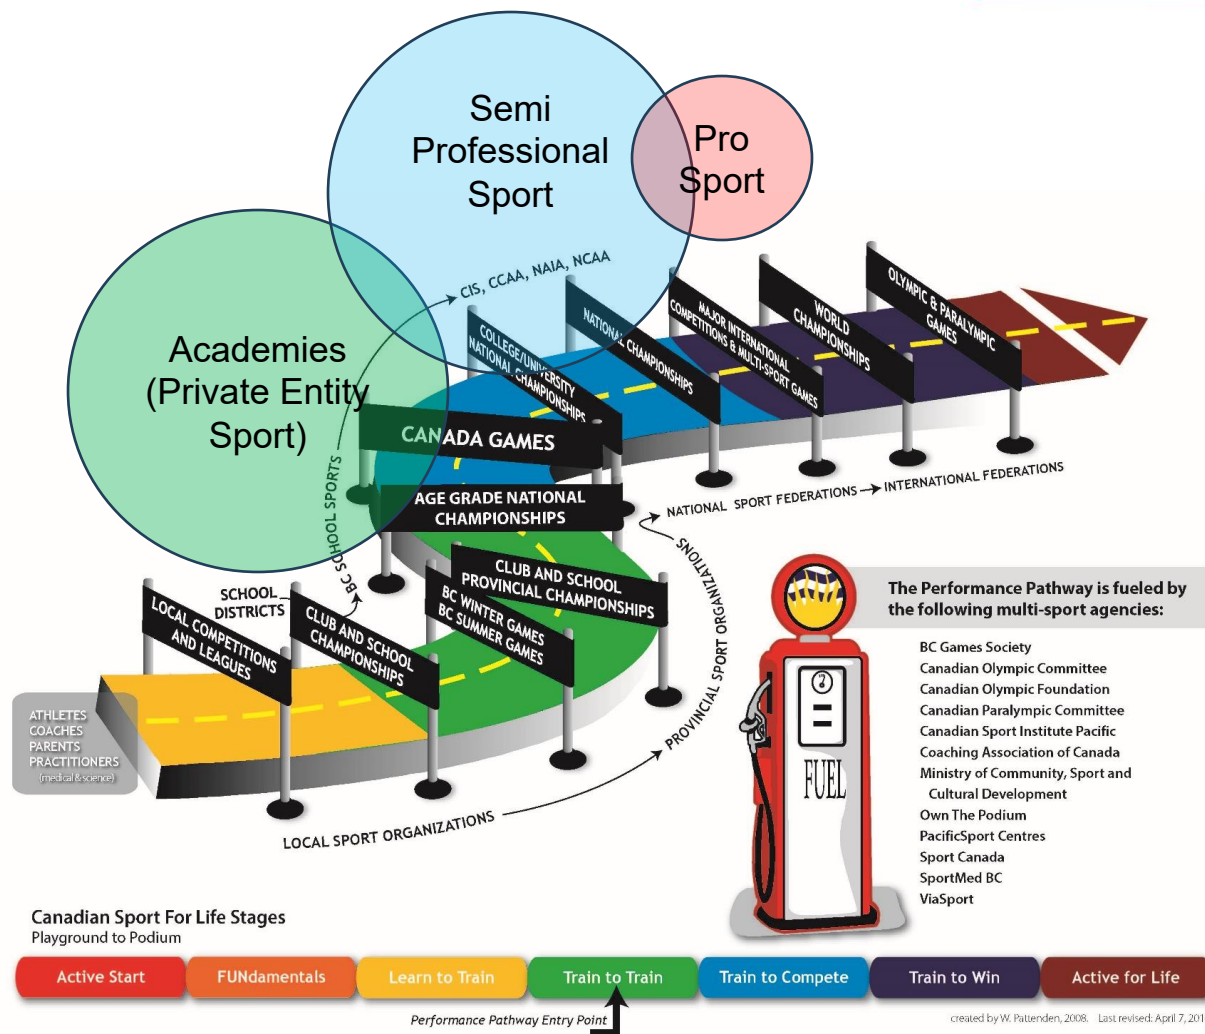 Semi
Professional
Sport
Pro
Sport
Academies
(Private Entity
Sport)
CIS, CCAA, NAIA, NCAA
COLLEGE/UNIVERSITY
NATIONAL CHAMPIONSHIPS
NATIONAL CHAMPIONSHIPS
MAJOR INTERNATIONAL
COMPETITIONS & MULTI-SPORT GAMES
WORLD
CHAMPIONSHIPS
OLYMPIC & PARALYMPIC
GAMES
CANADA GAMES
AGE GRADE NATIONAL
CHAMPIONSHIPS
BC SCHOOL SPORTS
NATIONAL SPORT FEDERATIONS
INTERNATIONAL FEDERATIONS
CLUB AND SCHOOL
PROVINCIAL CHAMPIONSHIPS
BC WINTER GAMES
BC SUMMER GAMES
SCHOOL
DISTRICTS
CLUB AND SCHOOL
CHAMPIONSHIPS
LOCAL COMPETITIONS
AND LEAGUES
ATHLETES
COACHES
PARENTS
PRACTITIONERS
(medical & science)
PROVINCIAL SPORT ORGANIZATIONS
LOCAL SPORT ORGANIZATIONS
FUEL
The Performance Pathway is fueled by
the following multi-sport agencies:
BC Games Society
Canadian Olympic Committee
Canadian Olympic Foundation
Canadian Paralympic Committee
Canadian Sport Institute Pacific
Coaching Association of Canada
Ministry of Community, Sport and
Cultural Development
Own The Podium
PacificSport Centres
Sport Canada
SportMed BC
ViaSport
Canadian Sport For Life Stages
Playground to Podium
Active Start
FUNdamentals
Learn to Train
Train to Train
Train to Compete
Train to Win
Active for Life
Performance Pathway Entry Point
created by W. Pattenden, 2008. Last revised: April 7, 201